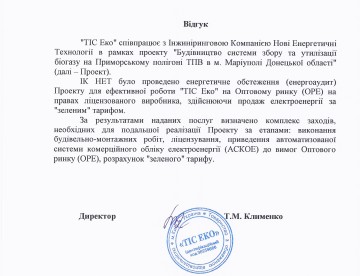 Відгук
"ТІС Еко" співпрацює з Інжиніринговою Компанією Нові Енергетичні
Технології в рамках проекту "Будівництво системи збору та утилізації
біогазу на Приморському полігоні ТПВ в м. Маріуполі Донецької області"
(далі – Проект).
ІК НЕТ було проведено енергетичне обстеження (енергоаудит)
Проекту для ефективної роботи "ТІС Еко" на Оптовому ринку (ОРЕ) на
правах ліцензованого виробника, здійснюючи продаж електроенергії за
"зеленим" тарифом.
За результатами наданих послуг визначено комплекс заходів,
необхідних для подальшої реалізації Проекту за етапами: виконання
будівельно-монтажних робіт, ліцензування, приведення автоматизованої
системи комерційного обліку електроенергії (АСКОЕ) до вимог Оптового
ринку (ОРЕ), розрахунок "зеленого" тарифу.
Директор Т.М. Клименко
«ТІС ЕКО»